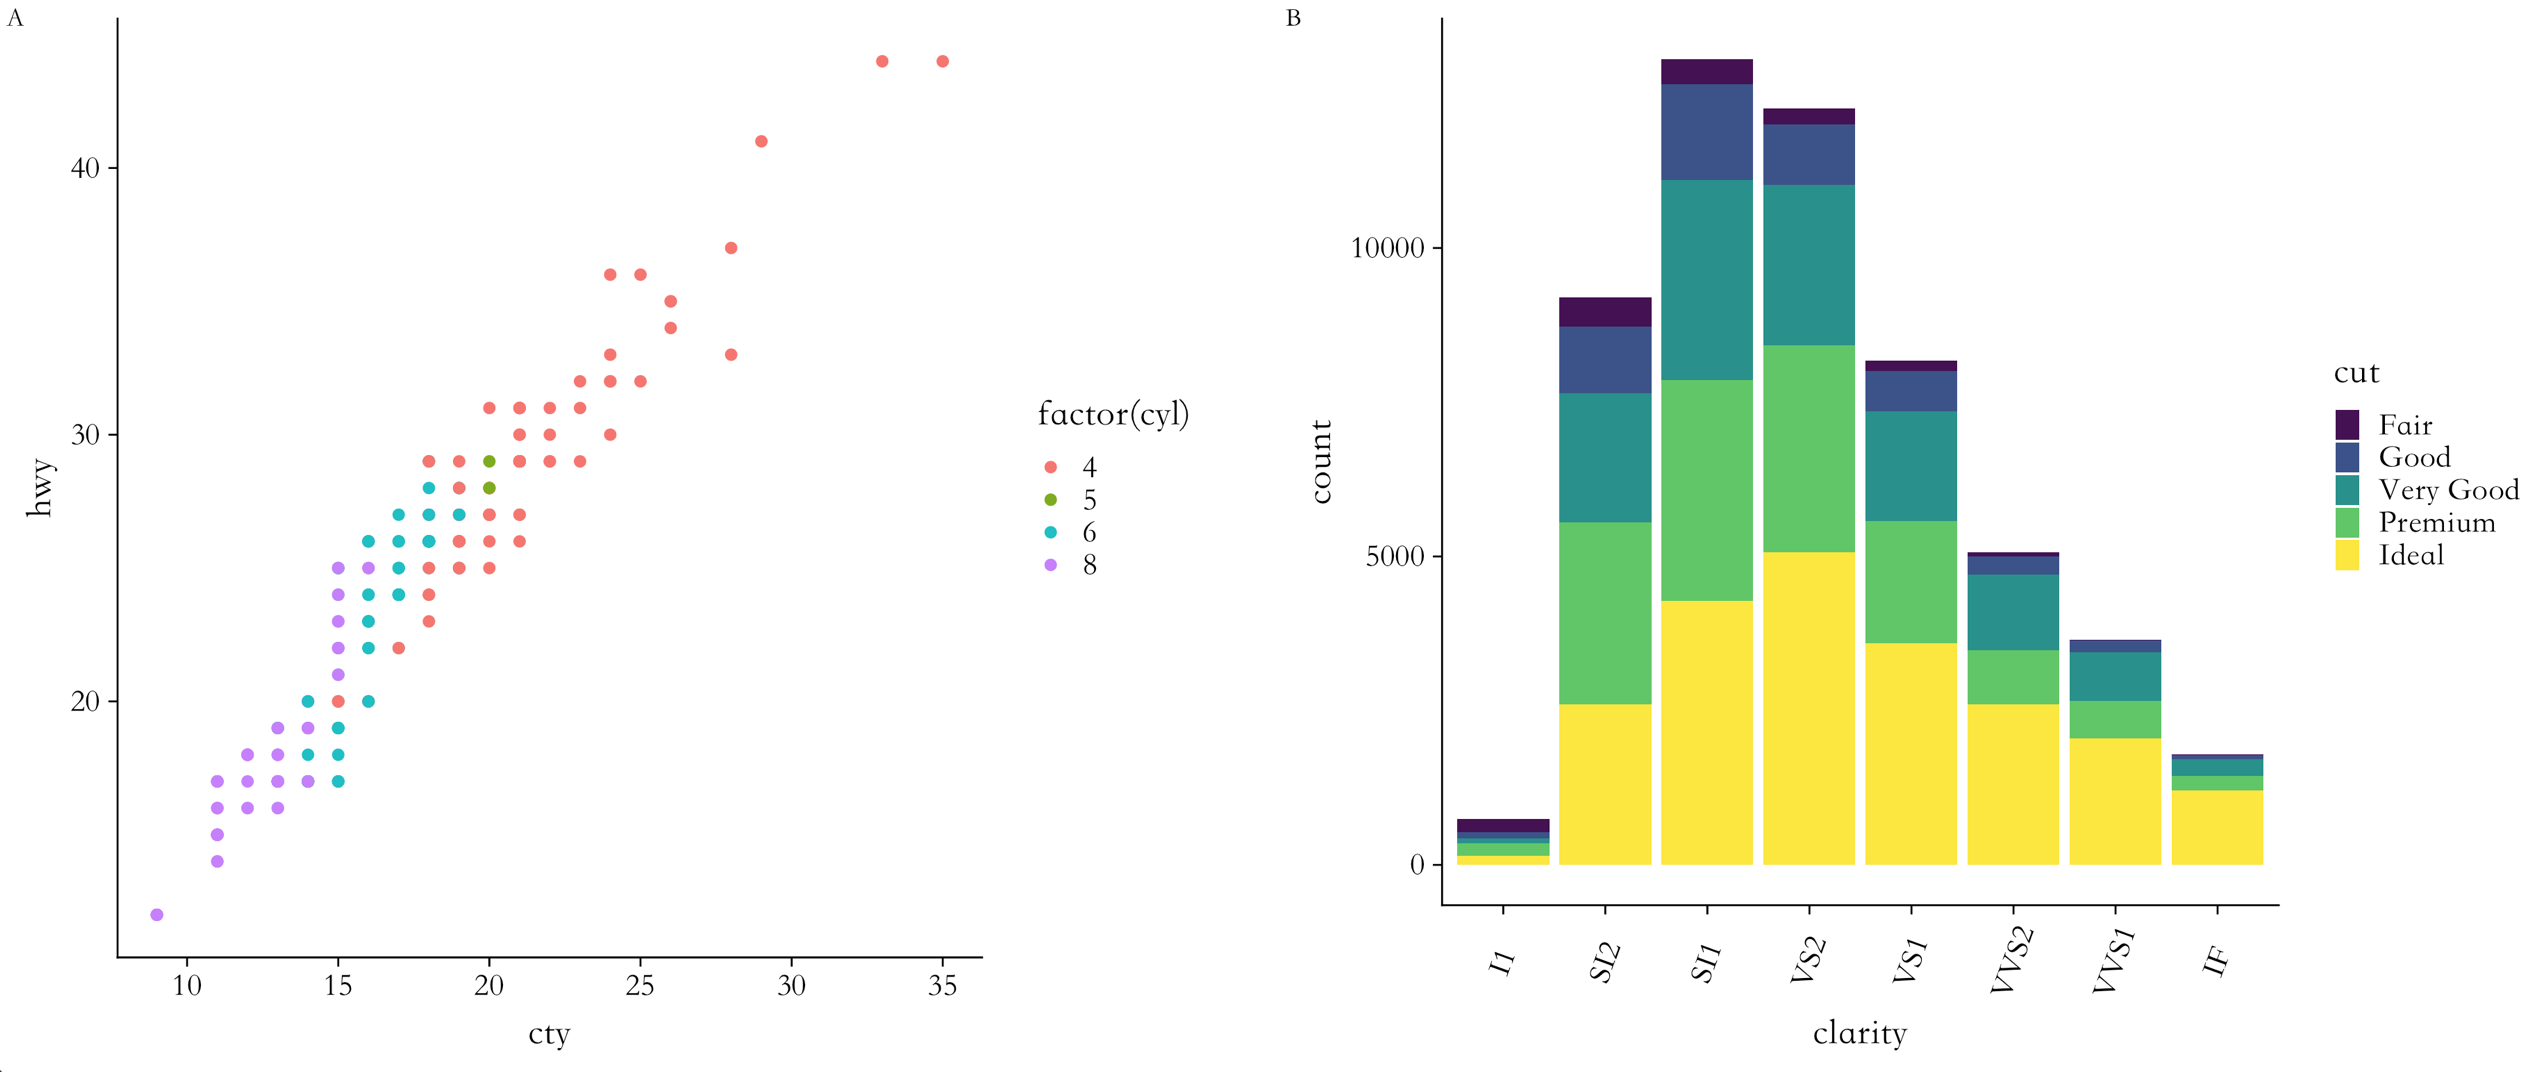 A
hwy
40
30
20
10 15 20 25 30 35
cty
factor(cyl)
4
5
6
8
B
count
10000
5000
0
I1 SI2 SI1 VS2 VS1 VVS2 VVS1 IF
clarity
cut
Fair
Good
Very Good
Premium
Ideal